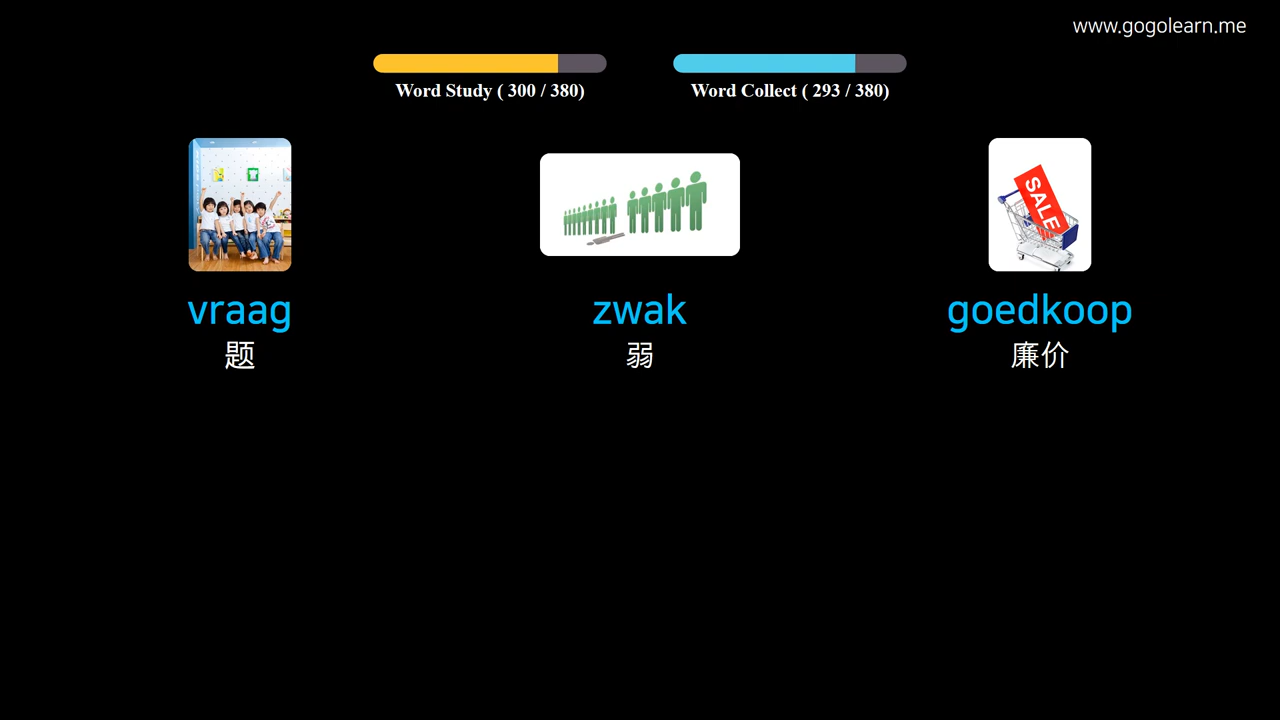 www.gogolearn.me
Word Study ( 300 / 380)
Word Collect ( 293 / 380)
SALE
vraag
zwak
goedkoop
题
弱
廉价